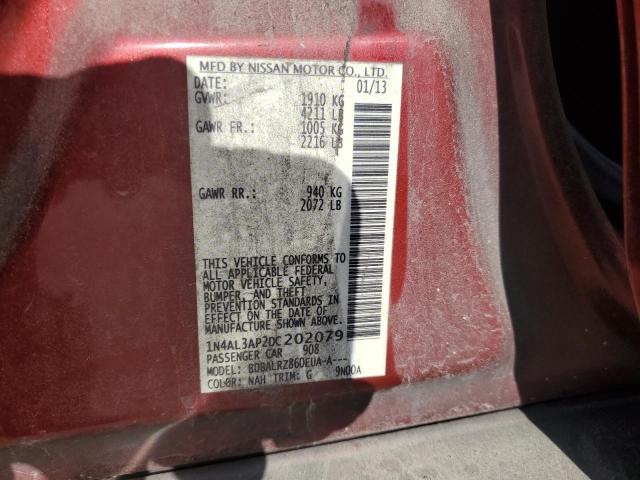 MFD BY NISSAN MOTOR CO., LTD.
DATE: 01/13
GVWR: 1910 KG
4211 LB
GAWR FR.: 1005 KG
2216 LB
GAWR RR.: 940 KG
2072 LB
THIS VEHICLE CONFORMS TO
ALL APPLICABLE FEDERAL
MOTOR VEHICLE SAFETY,
BUMPER, AND THEFT
PREVENTION STANDARDS IN
EFFECT ON THE DATE OF
MANUFACTURE SHOWN ABOVE.
1N4AL3AP2DC202079
PASSENGER CAR 908
MODEL: BDBALRZ860EUA-A---
COLOR: NAH TRIM: G 9N00A